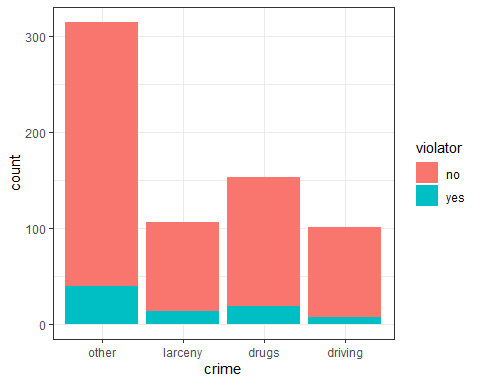 300
200
100
0
count
other larceny drugs driving
crime
violator
no
yes